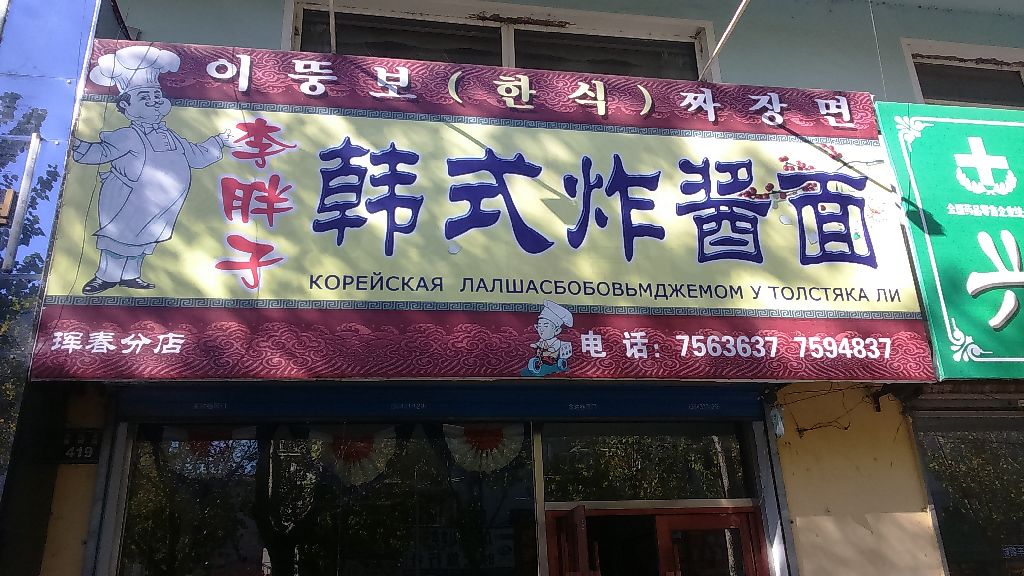 이뚱보(한식)짜장면
李胖子
韩式炸酱面
КОРЕЙСКАЯ ЛАЛШАСБОБОВЬМДЖЕМОМ У ТОЛСТЯКА ЛИ
珲春分店
电话：7563637 7594837
419